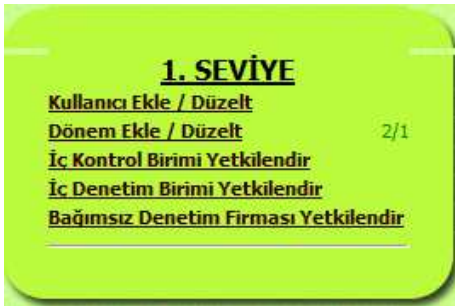 1. SEVİYE
Kullanıcı Ekle / Düzelt
Dönem Ekle / Düzelt 2/1
İç Kontrol Birimi Yetkilendir
İç Denetim Birimi Yetkilendir
Bağımsız Denetim Firması Yetkilendir